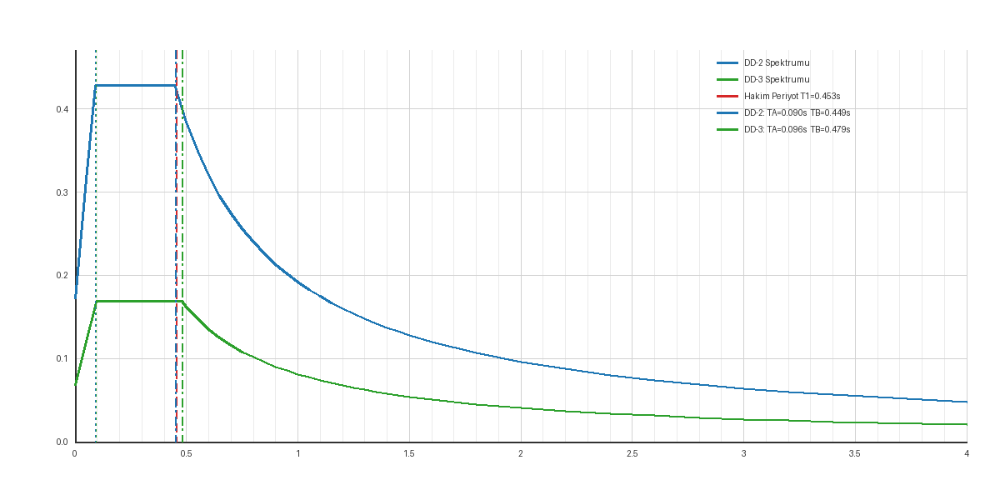 DD-2 Spektrumu
DD-3 Spektrumu
Hakim Periyot T1=0.453s
DD-2: TA=0.090s TB=0.449s
DD-3: TA=0.096s TB=0.479s
0.4
0.3
0.2
0.1
0.0
0 0.5 1 1.5 2 2.5 3 3.5 4